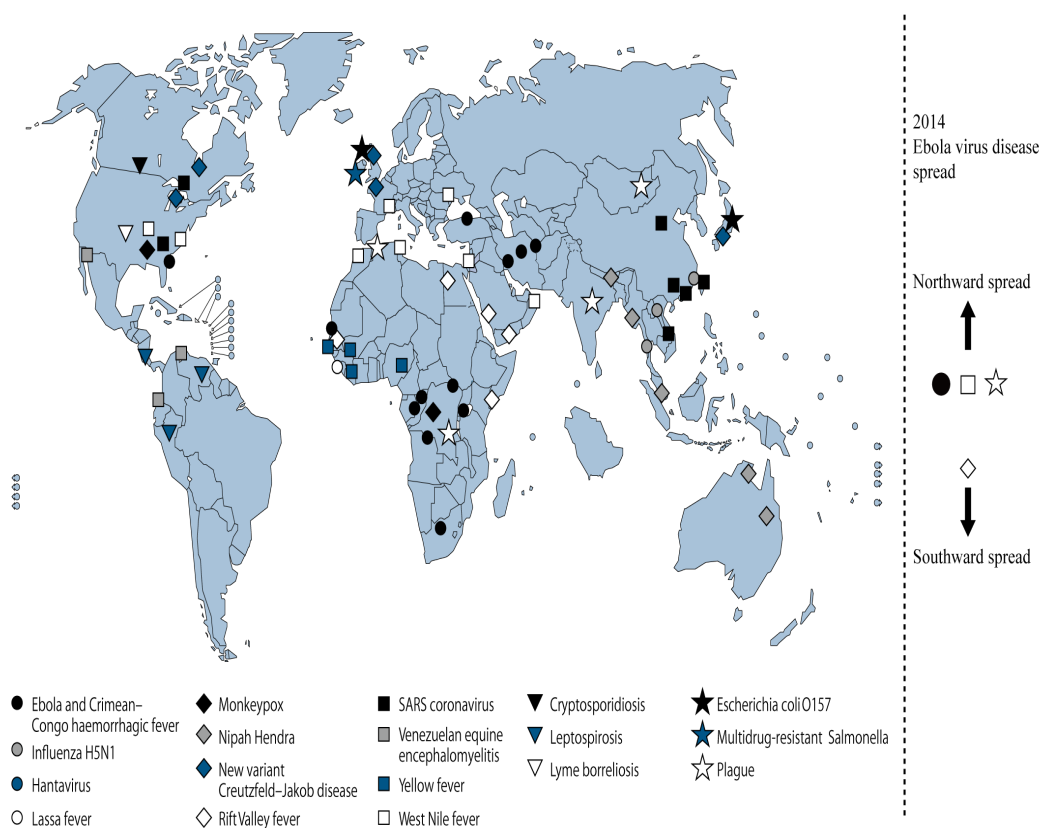 2014
Ebola virus disease
spread
Northward spread
Southward spread
Ebola and Crimean–
Congo haemorrhagic fever
Influenza H5N1
Hantavirus
Lassa fever
Monkeypox
Nipah Hendra
New variant
Creutzfeld–Jakob disease
Rift Valley fever
SARS coronavirus
Venezuelan equine
encephalomyelitis
Yellow fever
West Nile fever
Cryptosporidiosis
Leptospirosis
Lyme borreliosis
Escherichia coli O157
Multidrug-resistant Salmonella
Plague